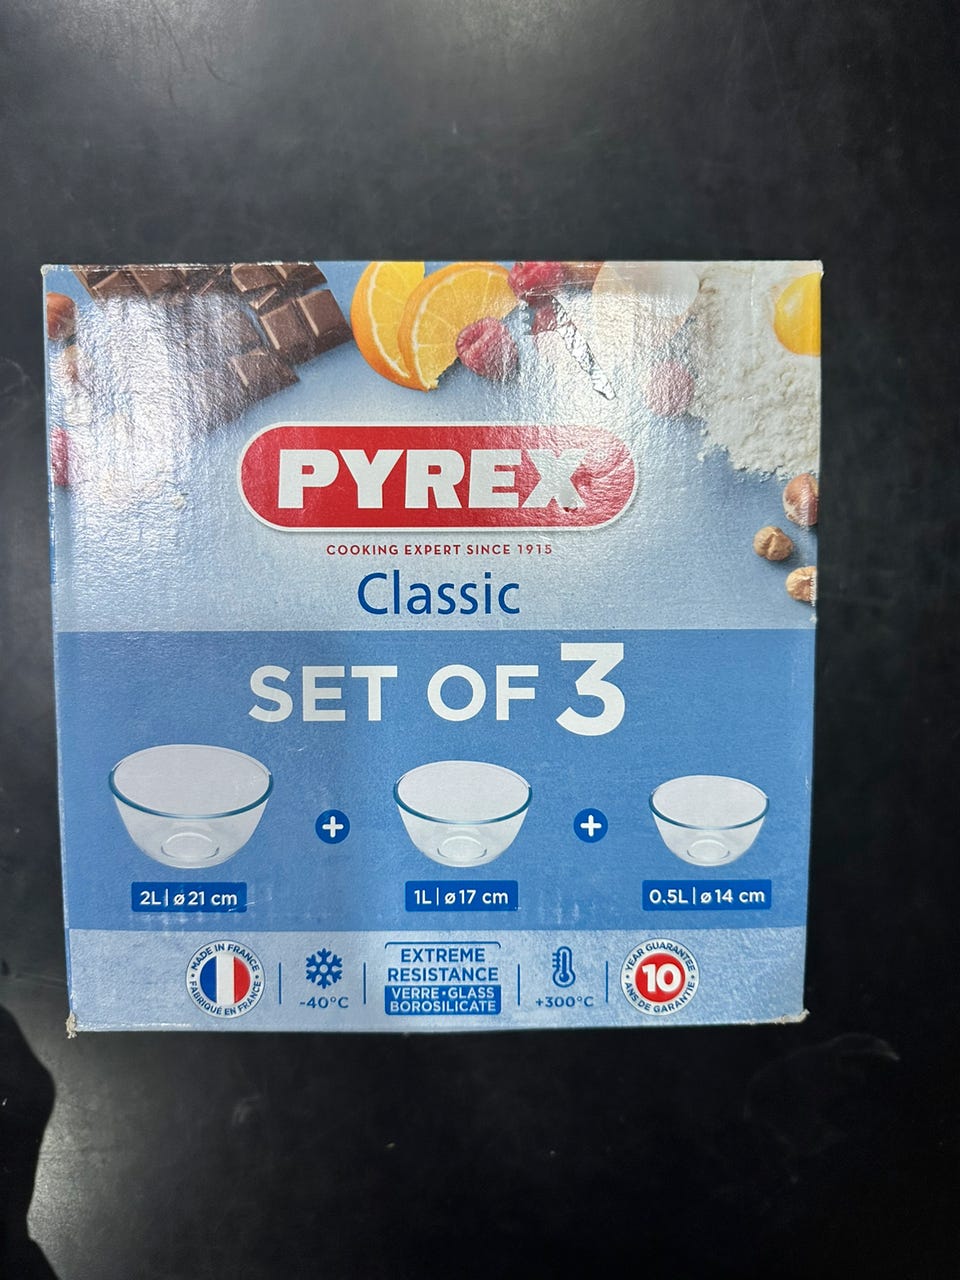 PYREX
COOKING EXPERT SINCE 1915
Classic
SET OF 3
+
+
2L | ø 21 cm
1L | ø 17 cm
0.5L | ø 14 cm
• MADE IN FRANCE •
FABRIQUÉ EN FRANCE
-40°C
EXTREME
RESISTANCE
VERRE•GLASS
BOROSILICATE
+300°C
• YEAR GUARANTEE •
10
ANS DE GARANTIE